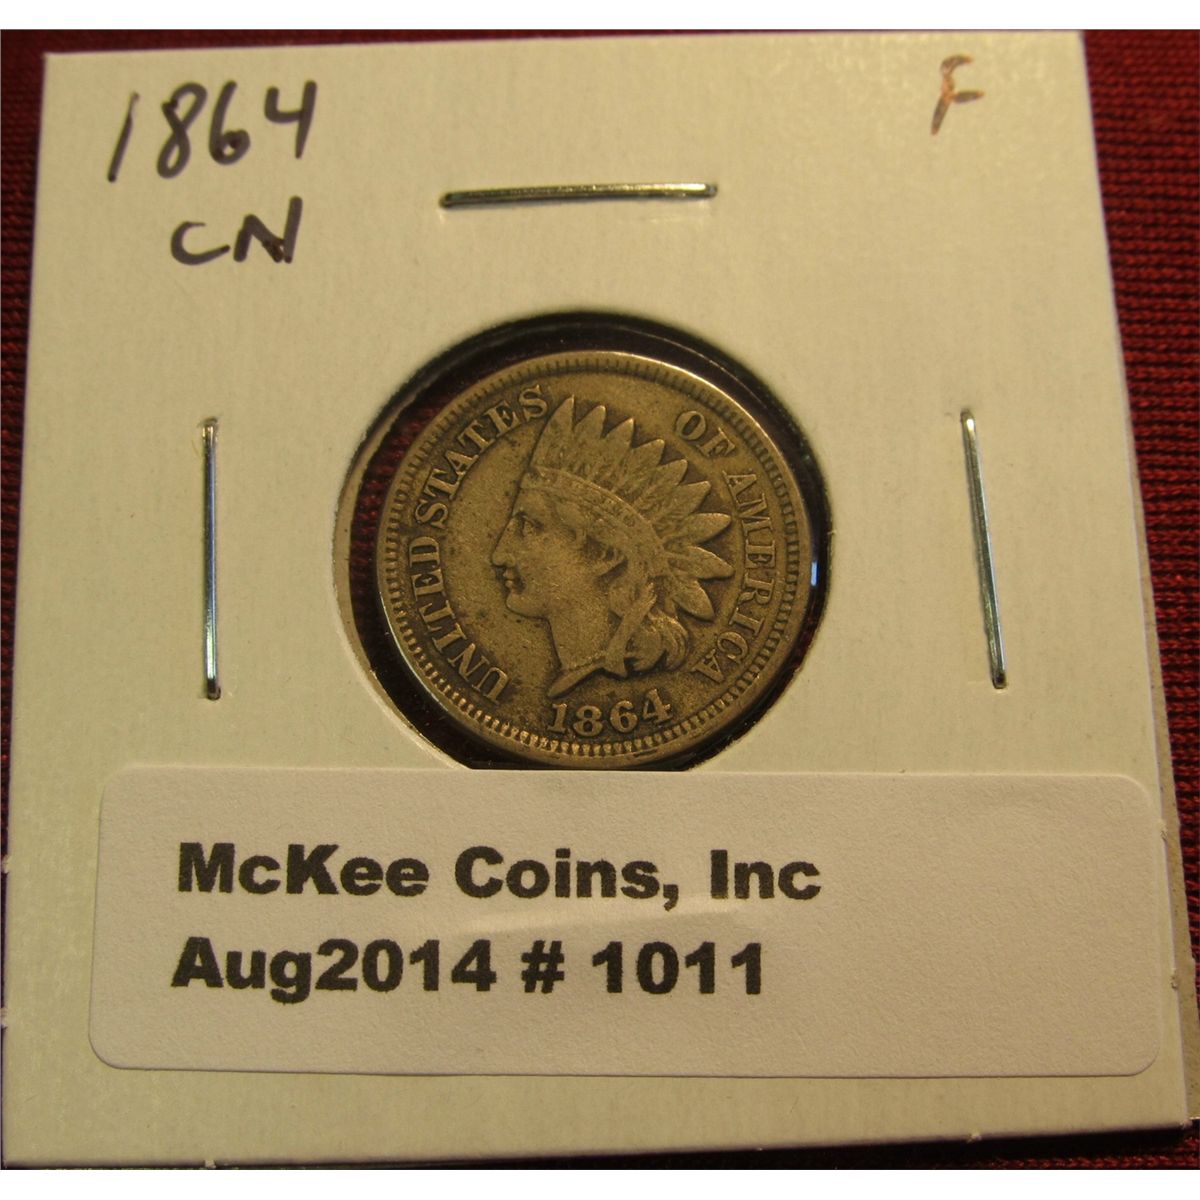 1864
CN
F
UNITED STATES OF AMERICA
1864
McKee Coins, Inc
Aug2014 # 1011